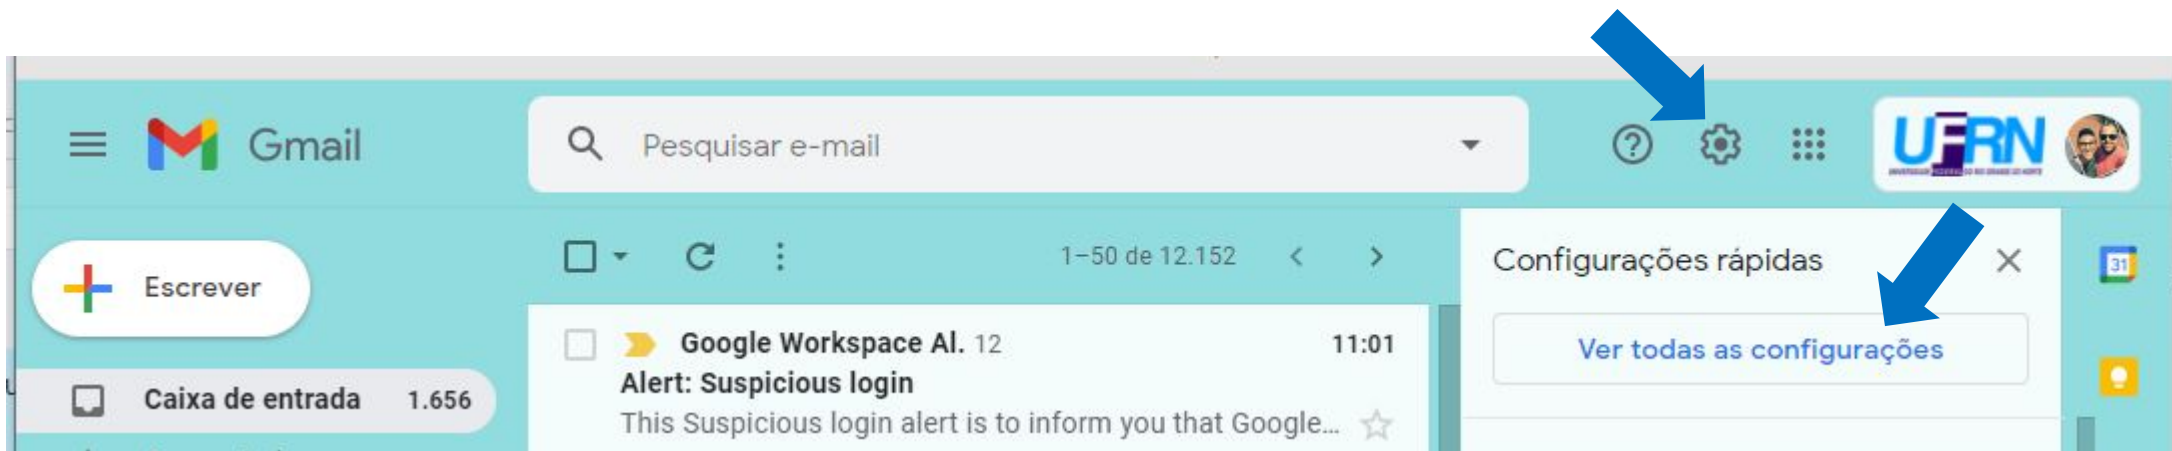 Gmail
Pesquisar e-mail
UFRN
Escrever
1-50 de 12.152
Configurações rápidas
31
Google Workspace Al. 12
11:01
Ver todas as configurações
Alert: Suspicious login
Caixa de entrada 1.656
This Suspicious login alert is to inform you that Google...